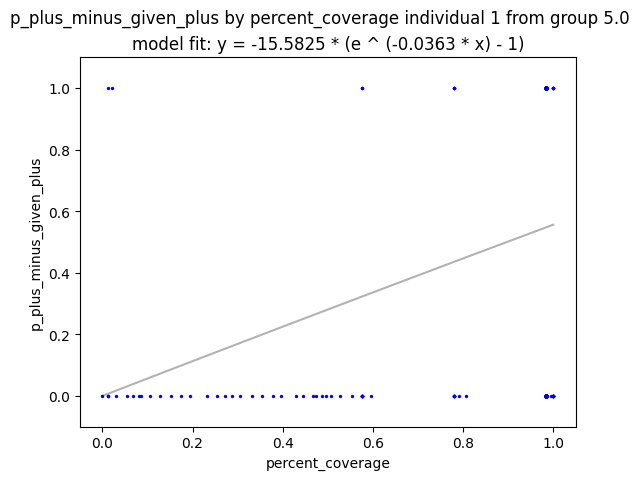 p_plus_minus_given_plus by percent_coverage individual 1 from group 5.0
model fit: y = -15.5825 * (e ^ (-0.0363 * x) - 1)
1.0
0.8
0.6
0.4
0.2
0.0
p_plus_minus_given_plus
0.0 0.2 0.4 0.6 0.8 1.0
percent_coverage